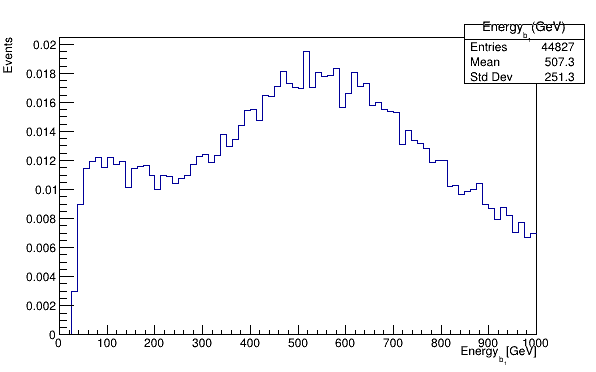 Energy_b_1(GeV)
Entries 44827
Mean 507.3
Std Dev 251.3
Events
0.02
0.018
0.016
0.014
0.012
0.01
0.008
0.006
0.004
0.002
0
0 100 200 300 400 500 600 700 800 900 1000
Energy_b_1[GeV]